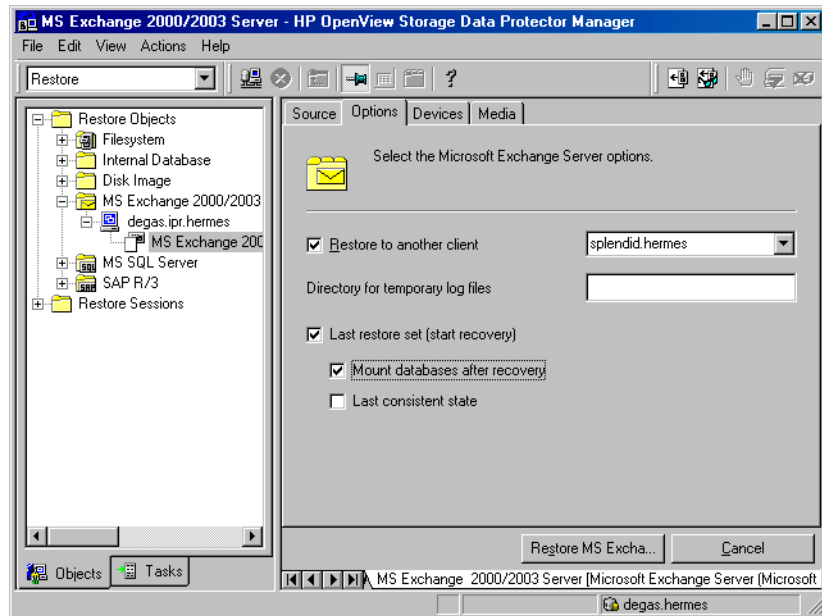 MS Exchange 2000/2003 Server - HP OpenView Storage Data Protector Manager
File Edit View Actions Help
Restore
?
Restore Objects
Filesystem
Internal Database
Disk Image
MS Exchange 2000/2003
degas.ipr.hermes
MS Exchange 200
MS SQL Server
SAP R/3
Restore Sessions
Objects
Tasks
Source Options Devices Media
Select the Microsoft Exchange Server options.
Restore to another client
splendid.hermes
Directory for temporary log files
Last restore set (start recovery)
Mount databases after recovery
Last consistent state
Restore MS Excha...
Cancel
MS Exchange 2000/2003 Server [Microsoft Exchange Server (Microsoft
degas.hermes